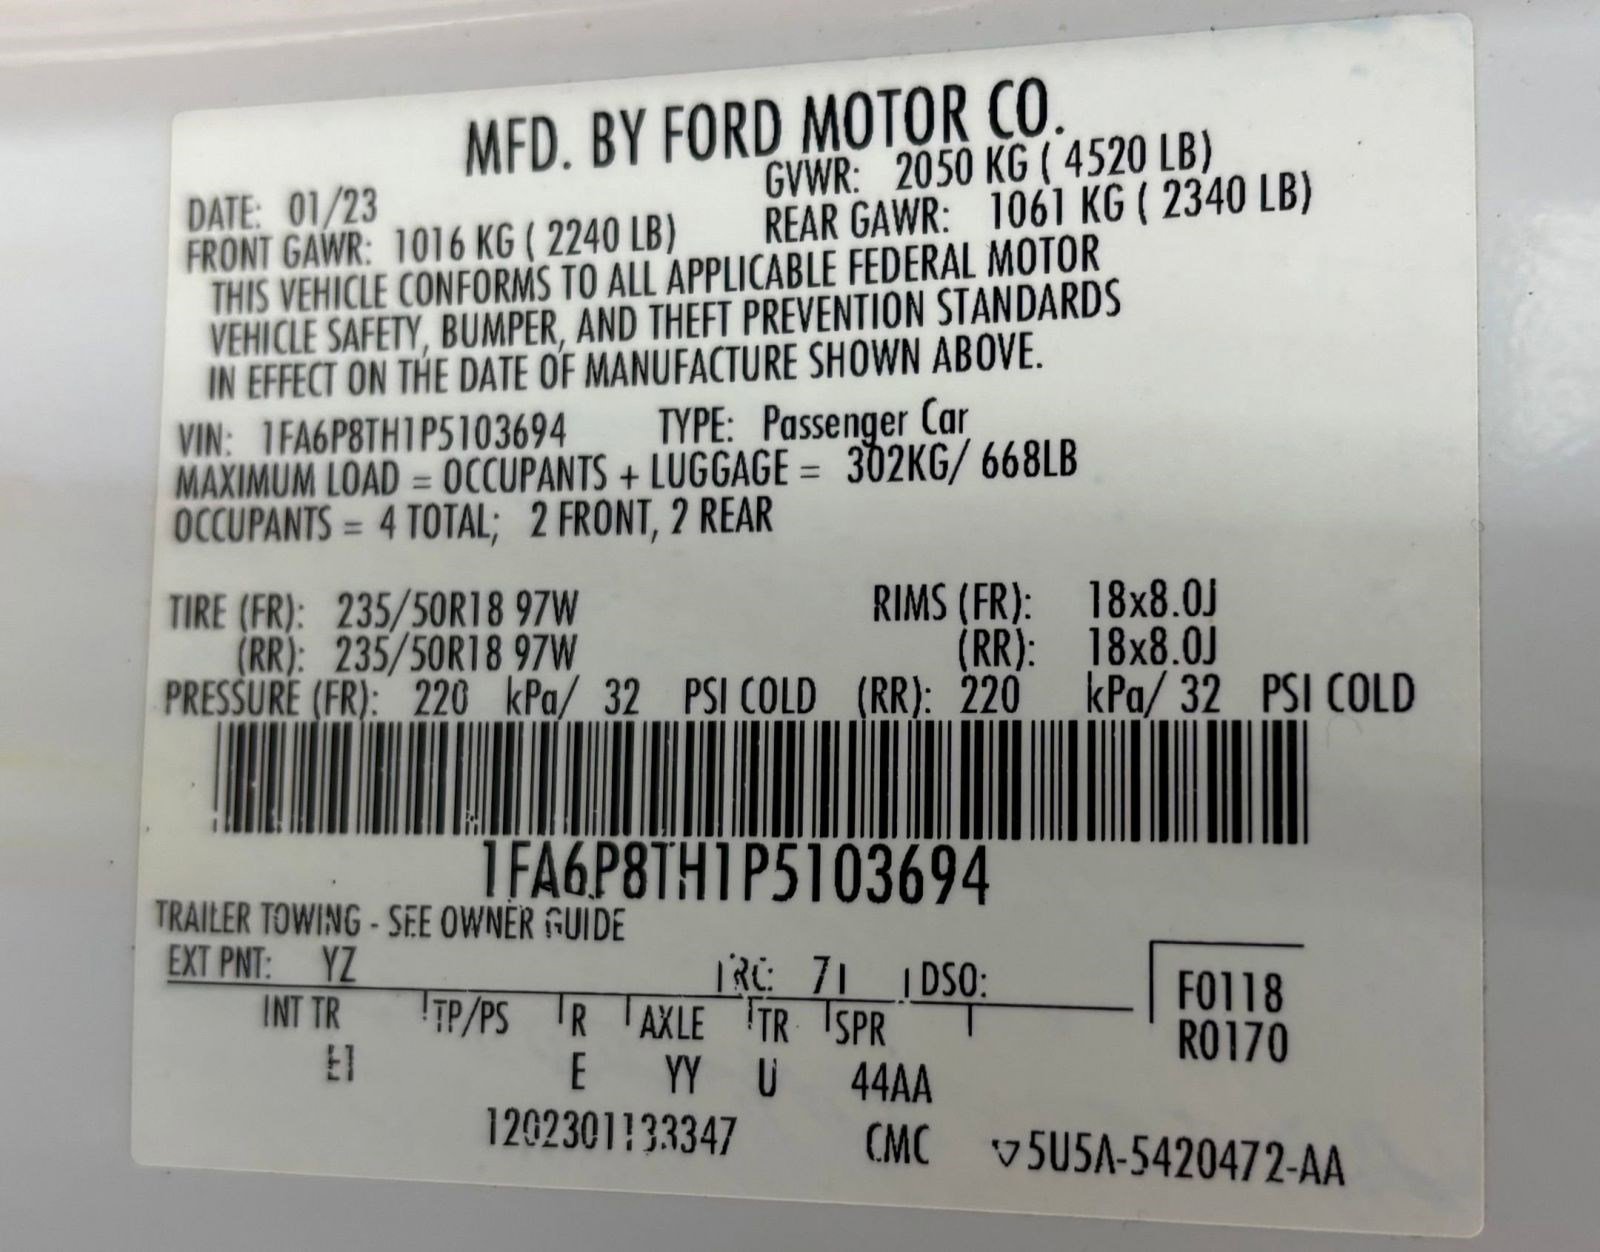 MFD. BY FORD MOTOR CO.
DATE: 01/23 GVWR: 2050 KG ( 4520 LB)
FRONT GAWR: 1016 KG ( 2240 LB) REAR GAWR: 1061 KG ( 2340 LB)
THIS VEHICLE CONFORMS TO ALL APPLICABLE FEDERAL MOTOR
VEHICLE SAFETY, BUMPER, AND THEFT PREVENTION STANDARDS
IN EFFECT ON THE DATE OF MANUFACTURE SHOWN ABOVE.
VIN: 1FA6P8TH1P5103694 TYPE: Passenger Car
MAXIMUM LOAD = OCCUPANTS + LUGGAGE = 302KG/ 668LB
OCCUPANTS = 4 TOTAL; 2 FRONT, 2 REAR
TIRE (FR): 235/50R18 97W RIMS (FR): 18x8.0J
(RR): 235/50R18 97W (RR): 18x8.0J
PRESSURE (FR): 220 kPa/ 32 PSI COLD (RR): 220 kPa/ 32 PSI COLD
1FA6P8TH1P5103694
TRAILER TOWING - SEE OWNER GUIDE
EXT PNT: YZ RC: 71 DSO: F0118
INT TR TP/PS R AXLE TR SPR R0170
E YY U 44AA
CMC 5U5A-5420472-AA